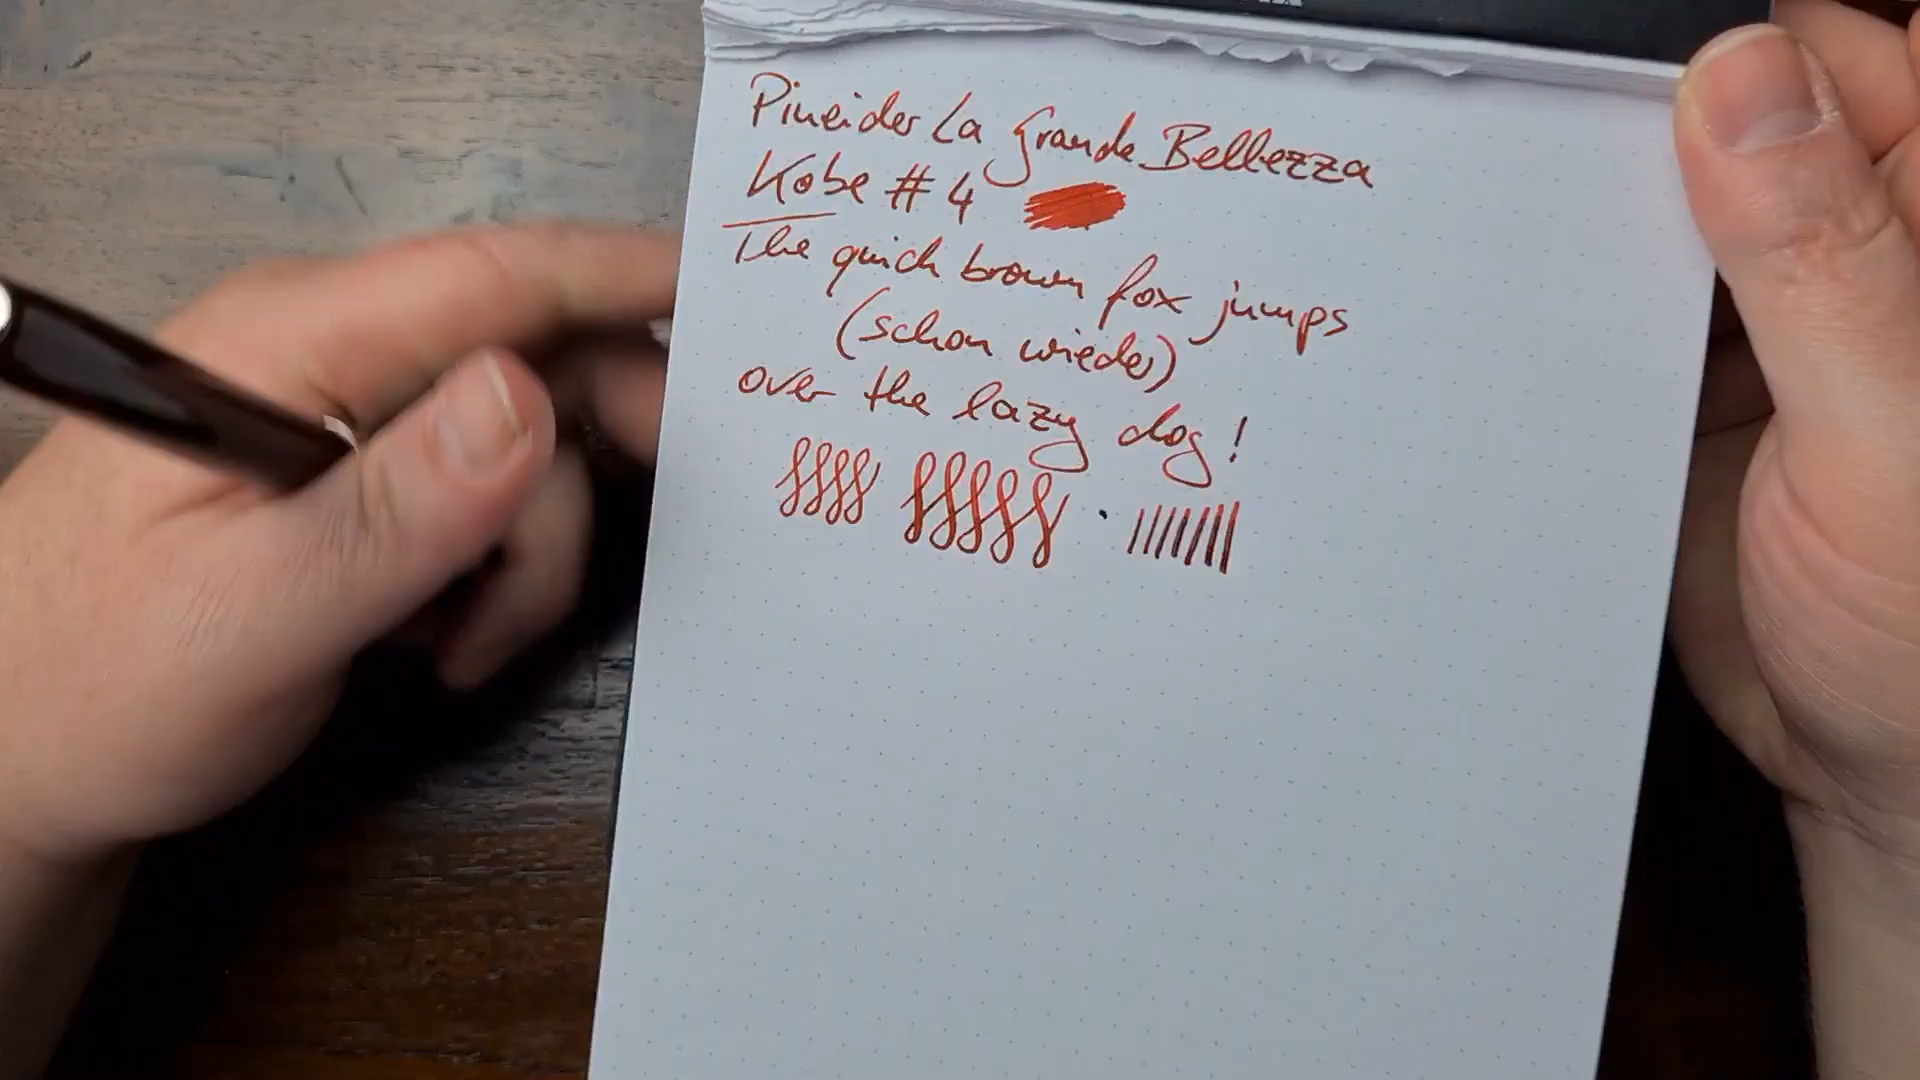 Pineider La Grande Bellezza
Kobe #4
The quick brown fox jumps
(schon wieder)
over the lazy dog!